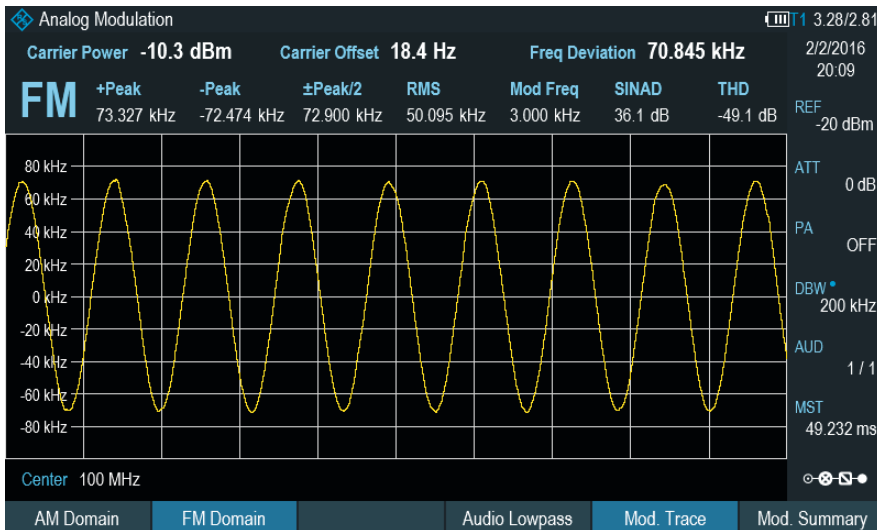 Analog Modulation
T1 3.28/2.81
Carrier Power -10.3 dBm Carrier Offset 18.4 Hz Freq Deviation 70.845 kHz
2/2/2016
20:09
FM
+Peak -Peak ±Peak/2 RMS Mod Freq SINAD THD
73.327 kHz -72.474 kHz 72.900 kHz 50.095 kHz 3.000 kHz 36.1 dB -49.1 dB
REF
-20 dBm
ATT
0 dB
PA
OFF
DBW
200 kHz
AUD
1 / 1
MST
49.232 ms
80 kHz
60 kHz
40 kHz
20 kHz
0 kHz
-20 kHz
-40 kHz
-60 kHz
-80 kHz
Center 100 MHz
AM Domain FM Domain Audio Lowpass Mod. Trace Mod. Summary